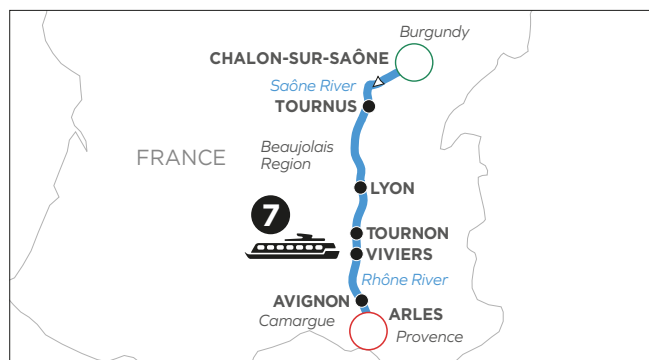 Burgundy
CHALON-SUR-SAÔNE
Saône River
TOURNUS
Beaujolais
Region
FRANCE
LYON
7
TOURNON
VIVIERS
Rhône River
AVIGNON
ARLES
Camargue
Provence